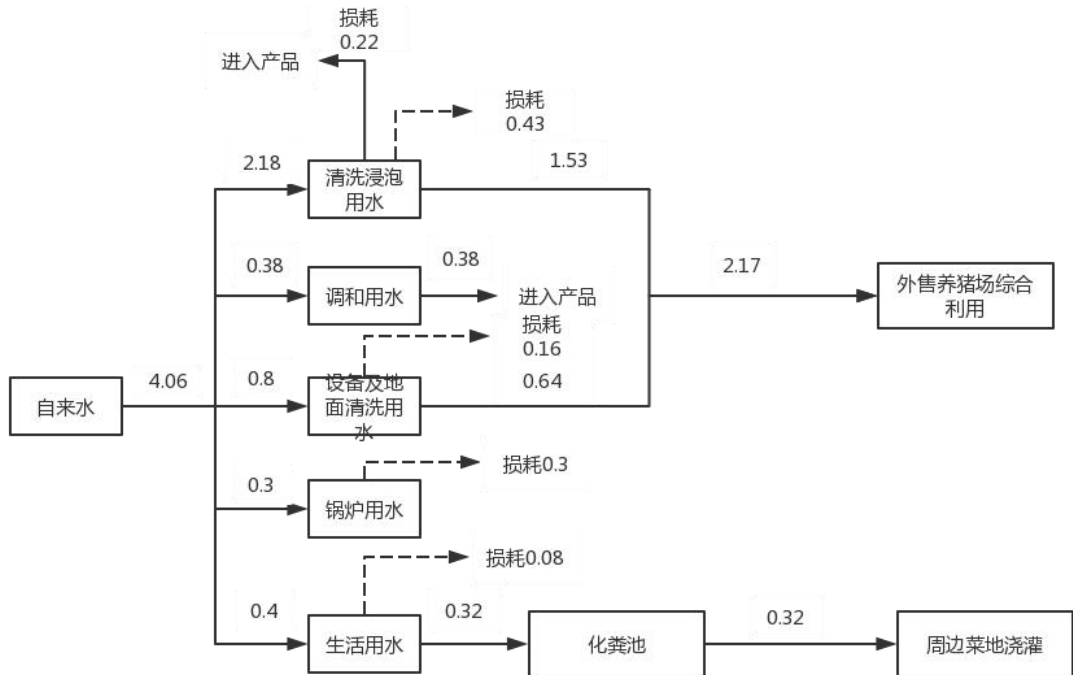 损耗
0.22
进入产品
损耗
0.43
2.18
清洗浸泡
用水
1.53
0.38
调和用水
0.38
进入产品
2.17
外售养猪场综合
利用
损耗
0.16
自来水
4.06
0.8
设备及地
面清洗用
水
0.64
0.3
锅炉用水
损耗0.3
损耗0.08
0.4
生活用水
0.32
化粪池
0.32
周边菜地浇灌